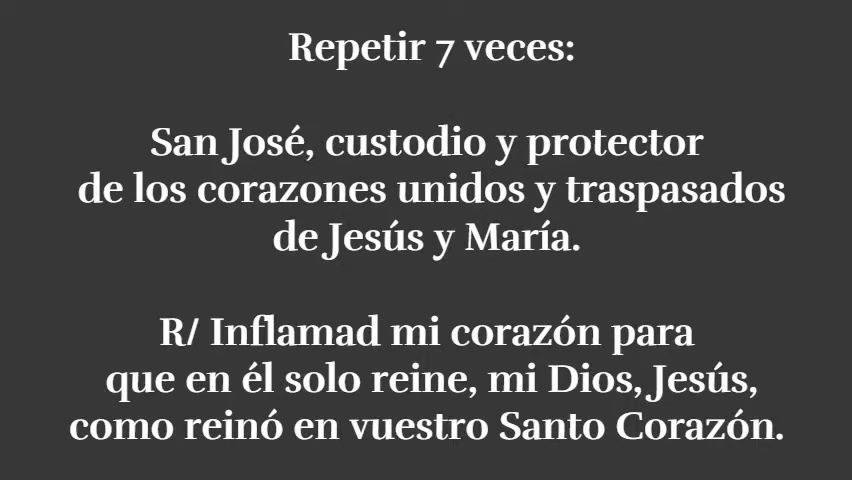 Repetir 7 veces:
San José, custodio y protector
de los corazones unidos y traspasados
de Jesús y María.
R/ Inflamad mi corazón para
que en él solo reine, mi Dios, Jesús,
como reinó en vuestro Santo Corazón.